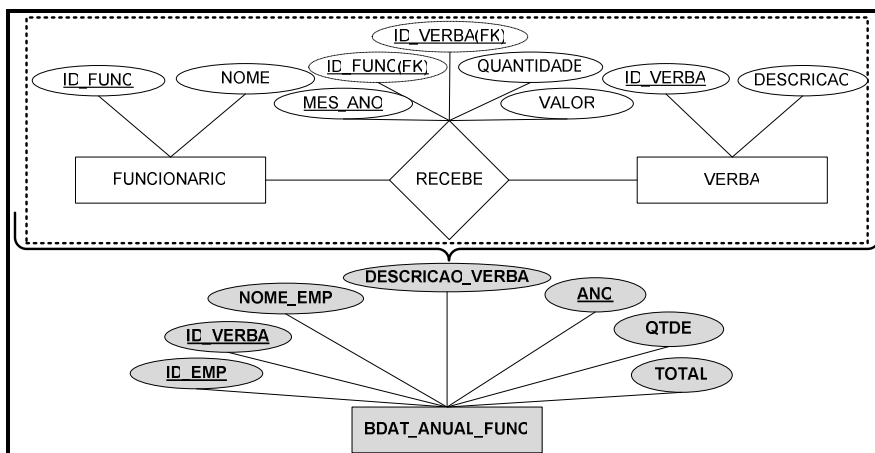 ID_VERBA(FK)
ID_FUNC(FK)
QUANTIDADE
ID_FUNC
NOME
ID_VERBA
DESCRICAO
MES_ANO
VALOR
FUNCIONARIO
RECEBE
VERBA
DESCRICAO_VERBA
NOME_EMP
ANO
ID_VERBA
QTDE
ID_EMP
TOTAL
BDAT_ANUAL_FUNC